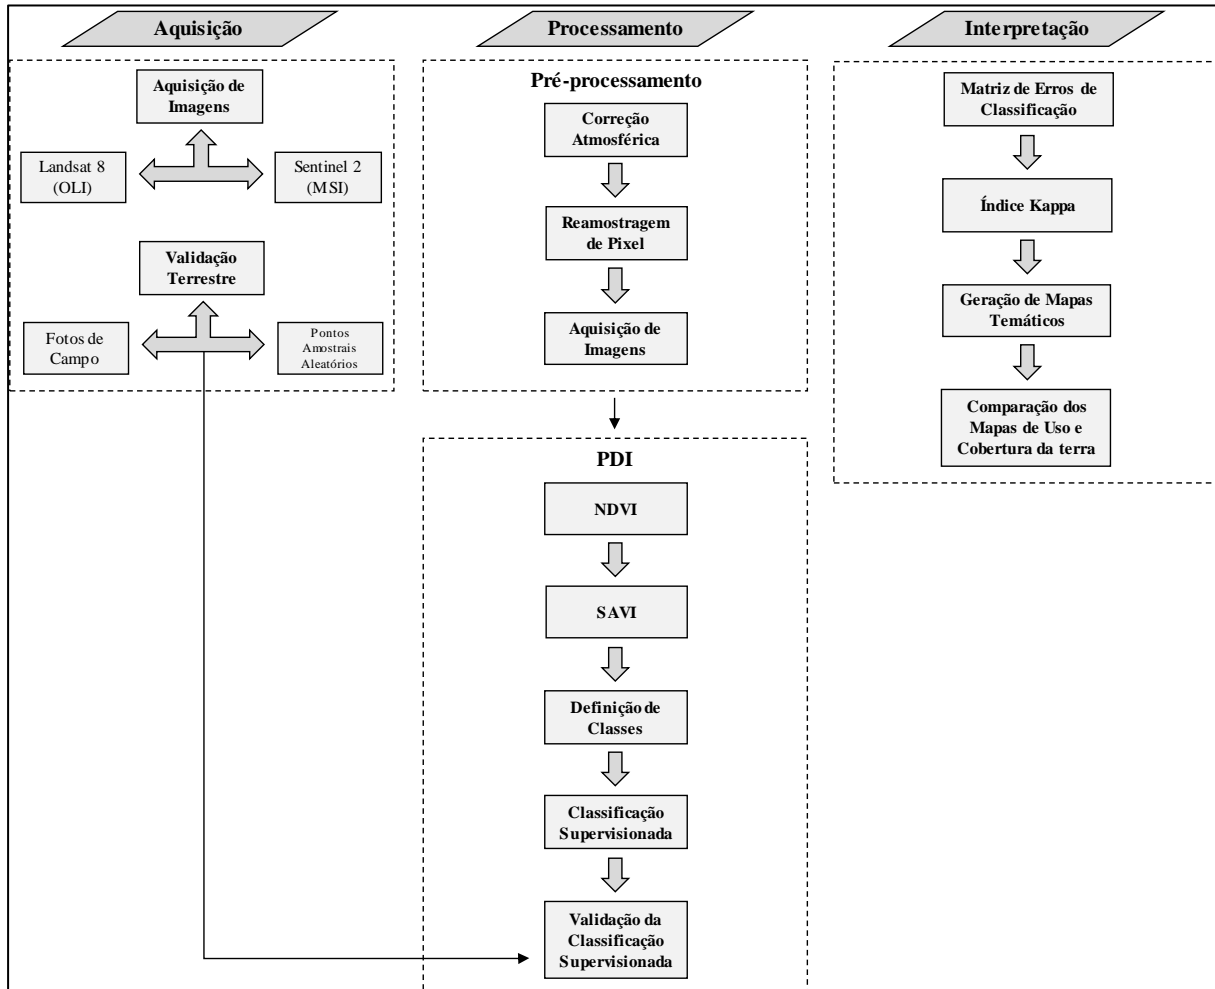 Aquisição
Aquisição de
Imagens
Landsat 8
(OLI)
Sentinel 2
(MSI)
Validação
Terrestre
Fotos de
Campo
Pontos
Amostrais
Aleatórios
Processamento
Pré-processamento
Correção
Atmosférica
Reamostragem
de Pixel
Aquisição de
Imagens
PDI
NDVI
SAVI
Definição de
Classes
Classificação
Supervisionada
Validação da
Classificação
Supervisionada
Interpretação
Matriz de Erros de
Classificação
Índice Kappa
Geração de Mapas
Temáticos
Comparação dos
Mapas de Uso e
Cobertura da terra